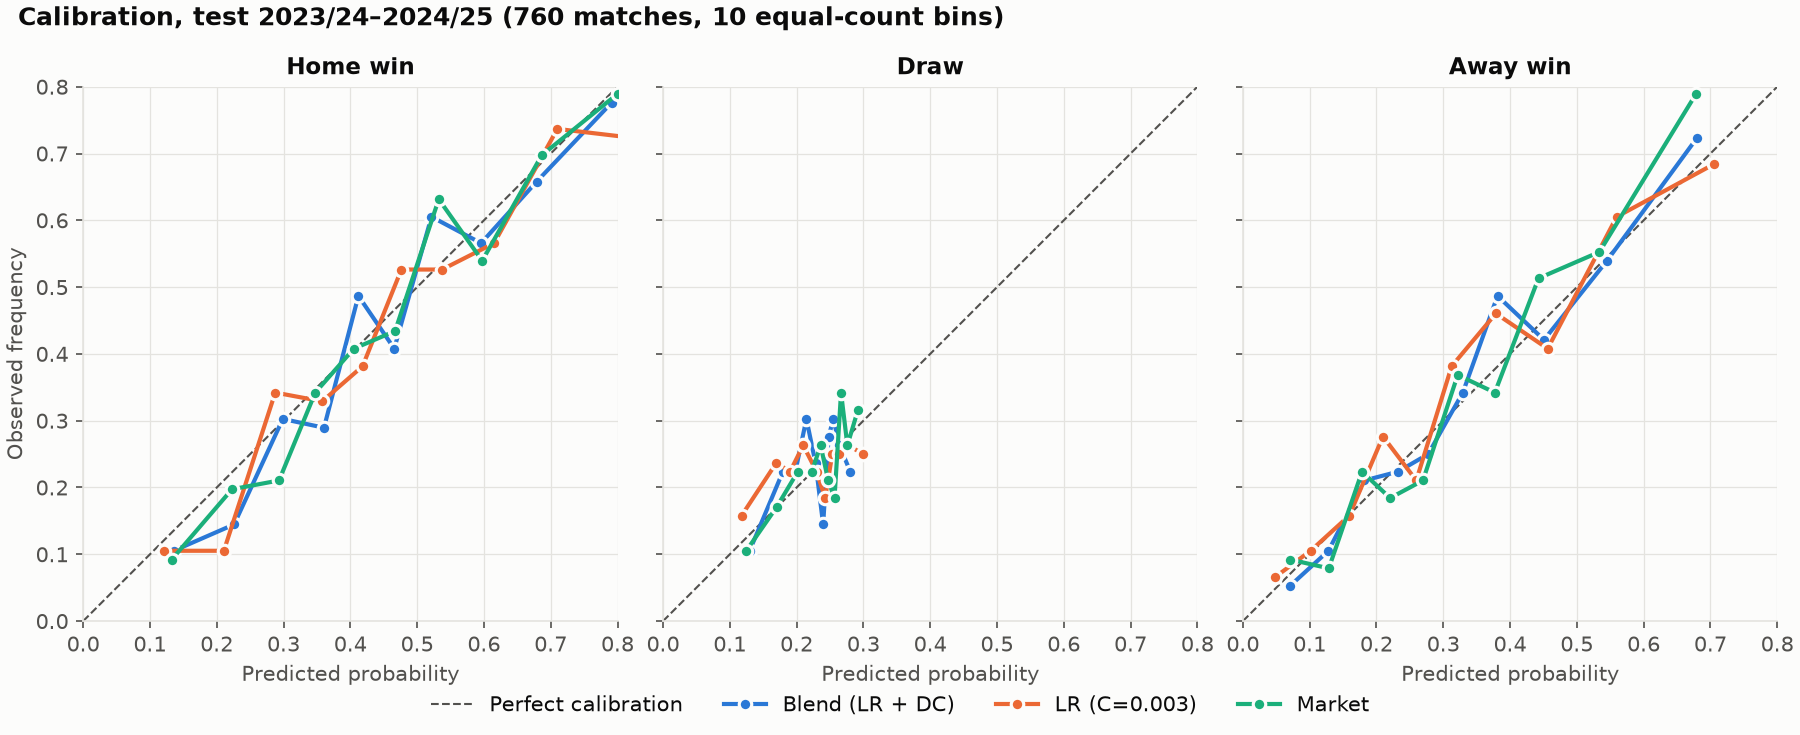 Calibration, test 2023/24–2024/25 (760 matches, 10 equal-count bins)
Home win
Draw
Away win
Observed frequency
0.8
0.7
0.6
0.5
0.4
0.3
0.2
0.1
0.0
0.0 0.1 0.2 0.3 0.4 0.5 0.6 0.7 0.8
0.0 0.1 0.2 0.3 0.4 0.5 0.6 0.7 0.8
0.0 0.1 0.2 0.3 0.4 0.5 0.6 0.7 0.8
Predicted probability
Predicted probability
Predicted probability
Perfect calibration
Blend (LR + DC)
LR (C=0.003)
Market